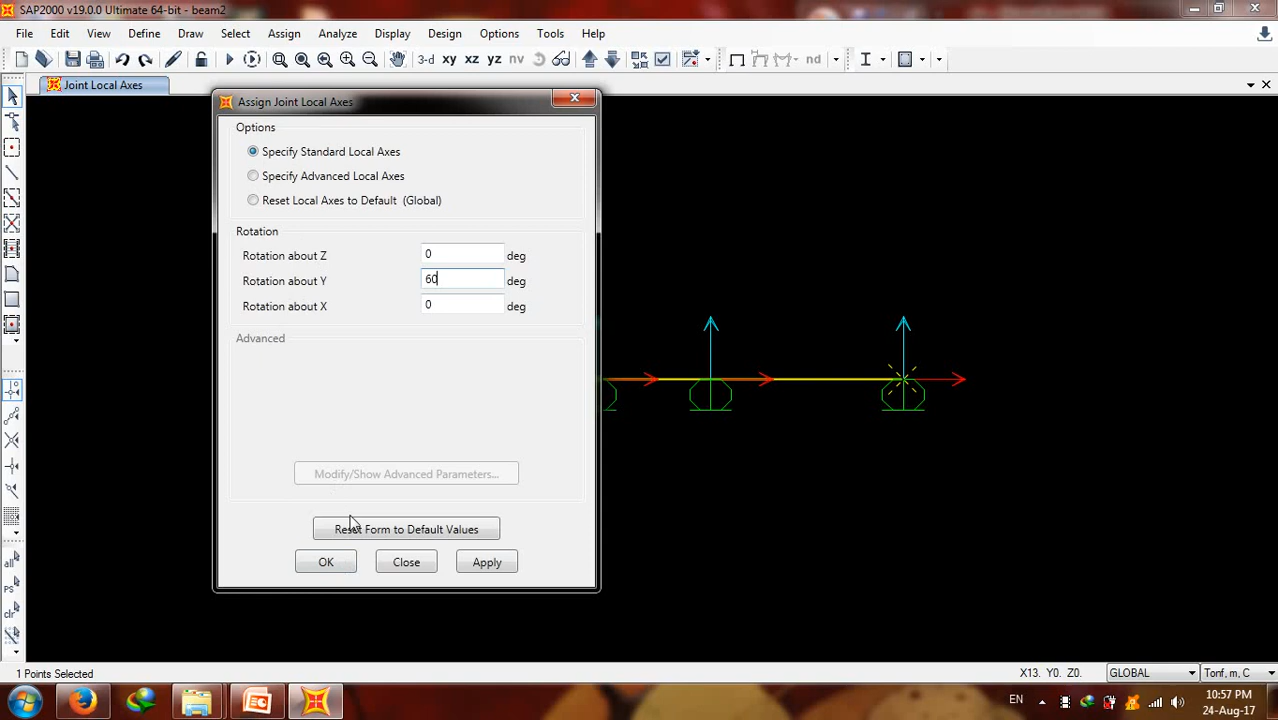 SAP2000 v19.0.0 Ultimate 64-bit - beam2
File Edit View Define Draw Select Assign Analyze Display Design Options Tools Help
3-d xy xz yz nv nd
Joint Local Axes
Assign Joint Local Axes
Options
Specify Standard Local Axes
Specify Advanced Local Axes
Reset Local Axes to Default (Global)
Rotation
Rotation about Z 0 deg
Rotation about Y 60 deg
Rotation about X 0 deg
Advanced
Modify/Show Advanced Parameters...
Reset Form to Default Values
OK Close Apply
all
PS
clr
1 Points Selected X13. Y0. Z0. GLOBAL Tonf, m, C
EN 10:57 PM
24-Aug-17